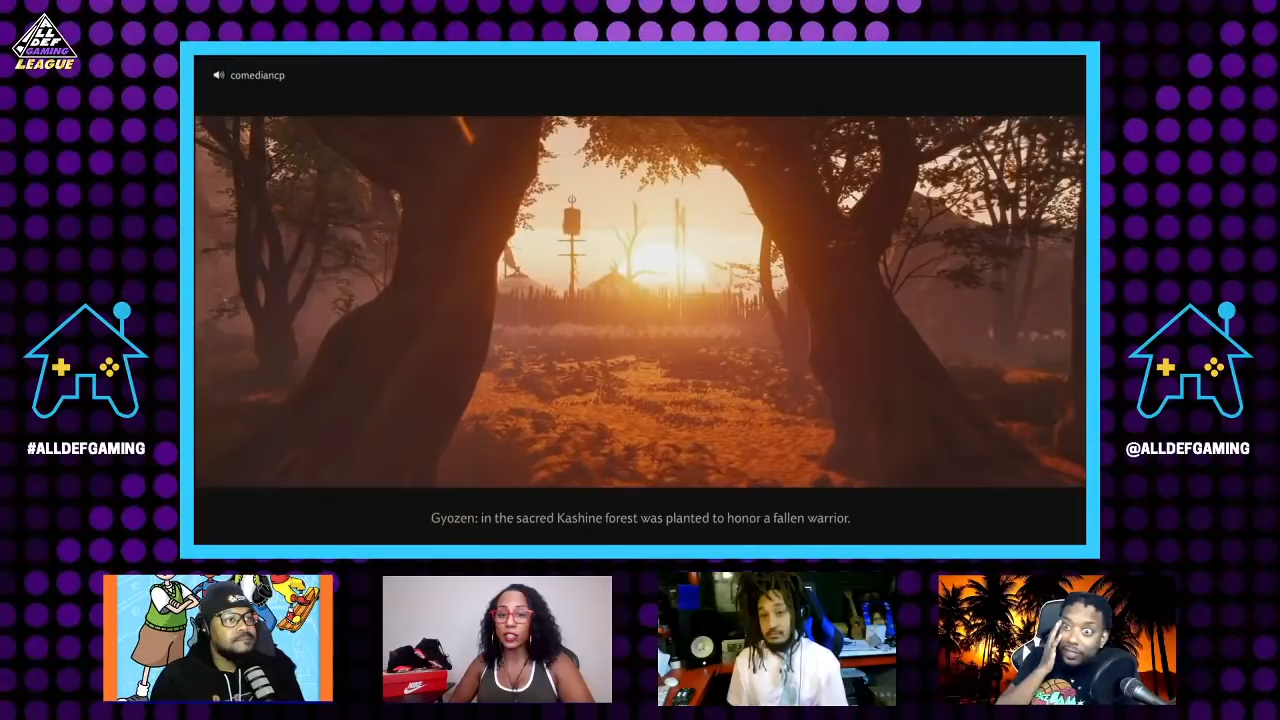 ALL
DEF
GAMING
LEAGUE
comediancp
#ALLDEFGAMING
@ALLDEFGAMING
Gyozen: in the sacred Kashine forest was planted to honor a fallen warrior.
NIKE